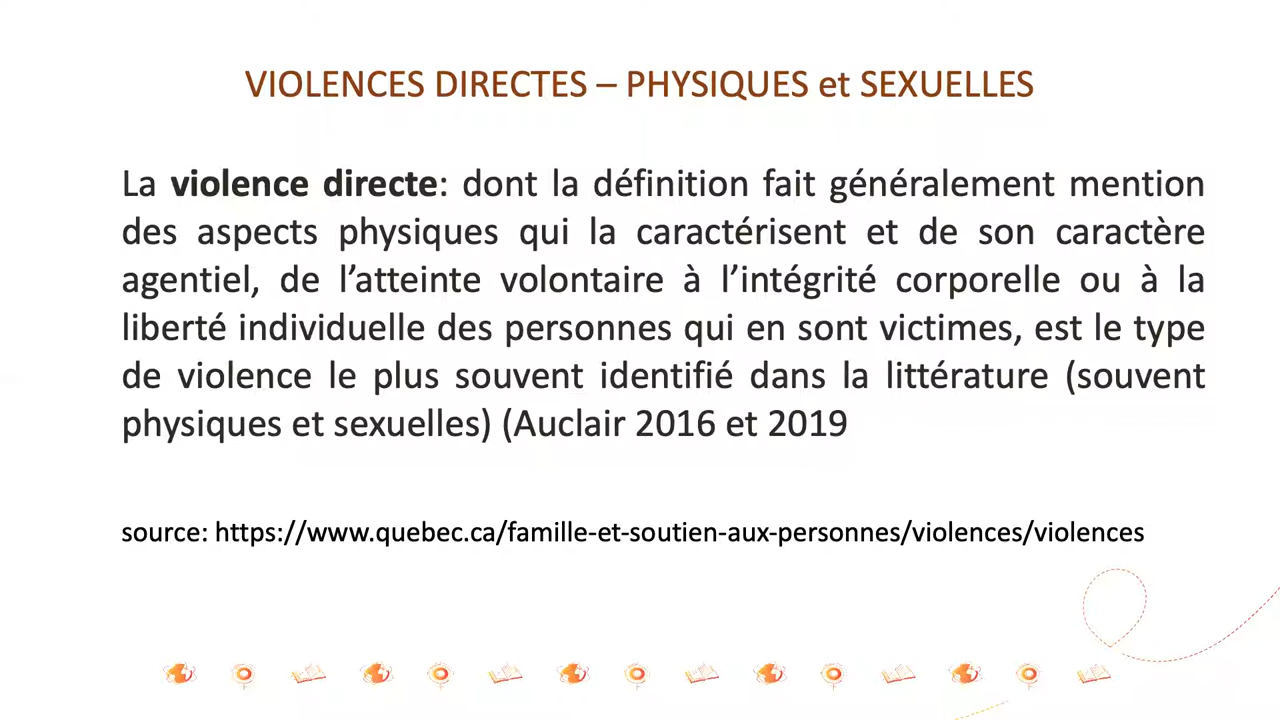 VIOLENCES DIRECTES – PHYSIQUES et SEXUELLES
La violence directe: dont la définition fait généralement mention
des aspects physiques qui la caractérisent et de son caractère
agentiel, de l’atteinte volontaire à l’intégrité corporelle ou à la
liberté individuelle des personnes qui en sont victimes, est le type
de violence le plus souvent identifié dans la littérature (souvent
physiques et sexuelles) (Auclair 2016 et 2019
source: https://www.quebec.ca/famille-et-soutien-aux-personnes/violences/violences